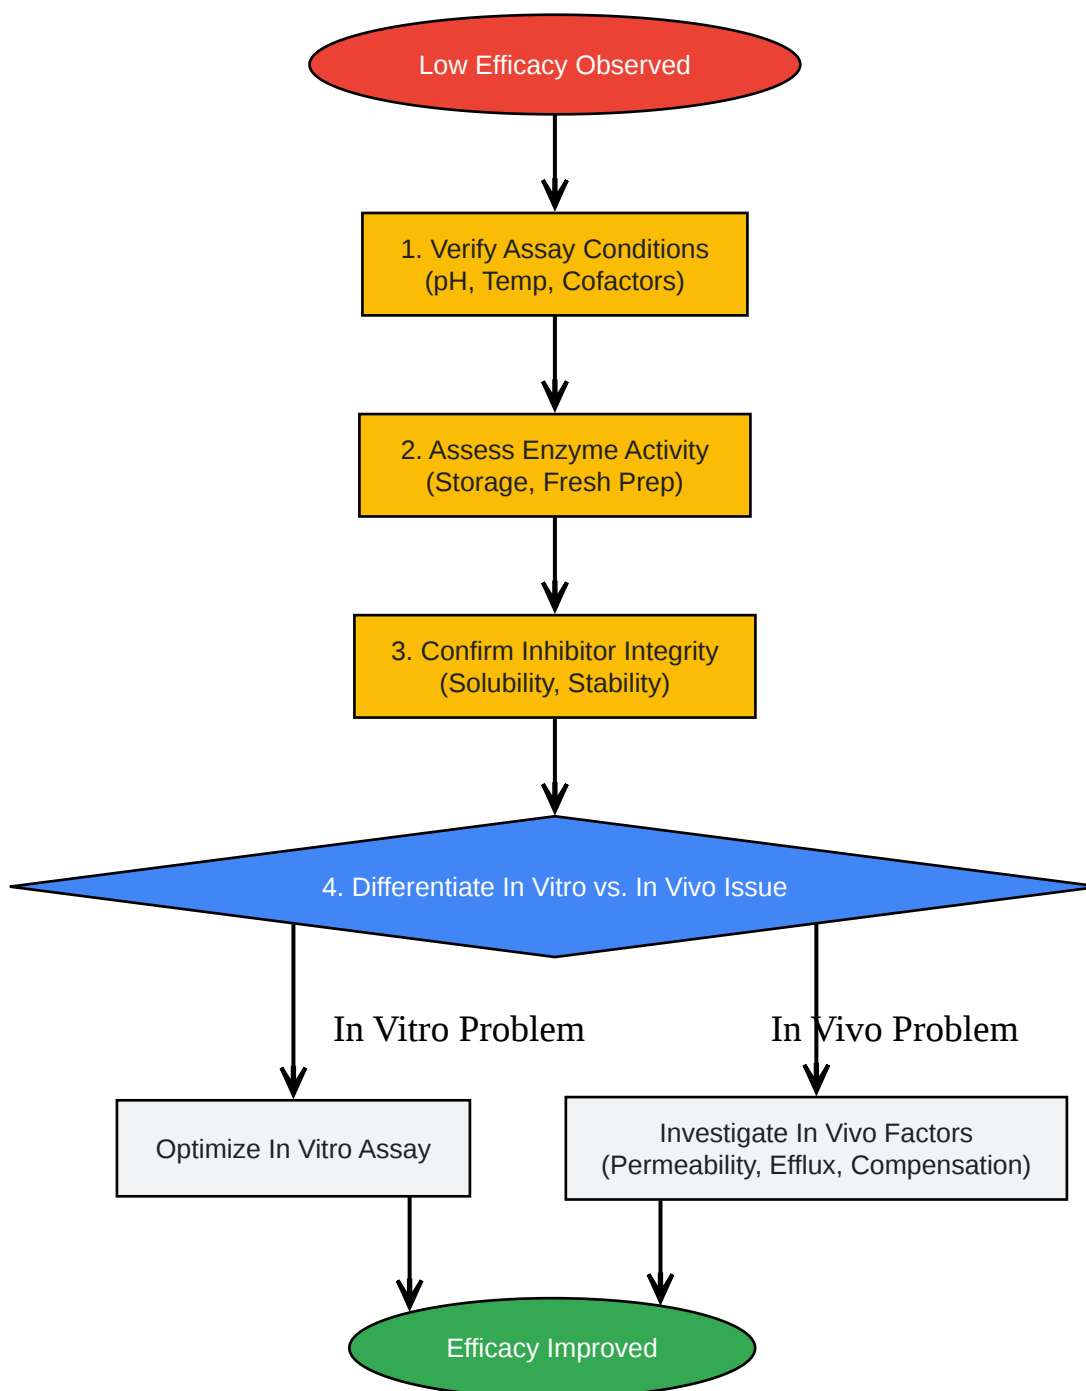 Low Efficacy Observed
1. Verify Assay Conditions
(pH, Temp, Cofactors)
2. Assess Enzyme Activity
(Storage, Fresh Prep)
3. Confirm Inhibitor Integrity
(Solubility, Stability)
4. Differentiate In Vitro vs. In Vivo Issue
In Vitro Problem
In Vivo Problem
Optimize In Vitro Assay
Investigate In Vivo Factors
(Permeability, Efflux, Compensation)
Efficacy Improved